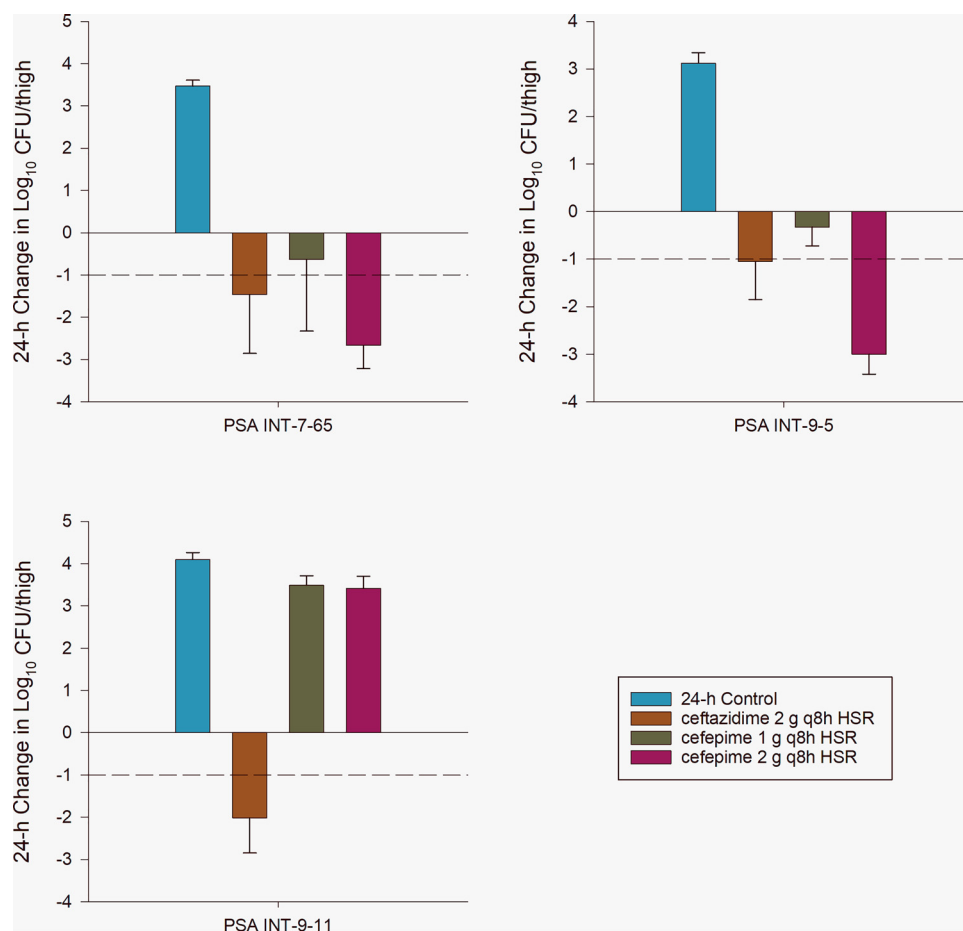 24-h Change in Log10 CFU/thigh
5
4
3
2
1
0
-1
-2
-3
-4
PSA INT-7-65
24-h Change in Log10 CFU/thigh
4
3
2
1
0
-1
-2
-3
-4
PSA INT-9-5
24-h Change in Log10 CFU/thigh
5
4
3
2
1
0
-1
-2
-3
-4
PSA INT-9-11
24-h Control
ceftazidime 2 g q8h HSR
cefepime 1 g q8h HSR
cefepime 2 g q8h HSR